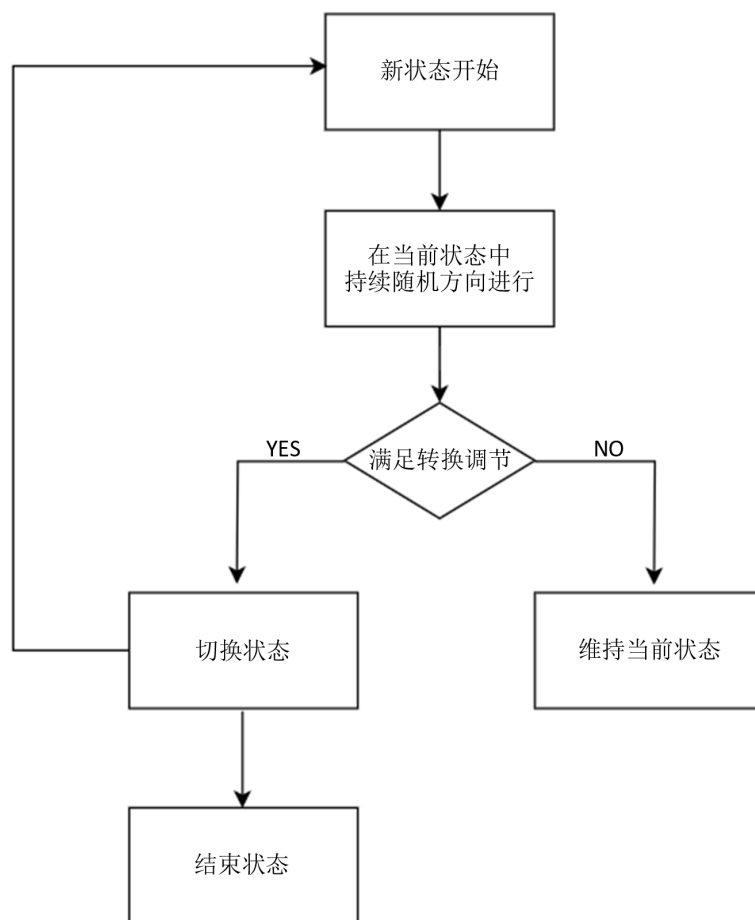 新状态开始
在当前状态中
持续随机方向进行
YES
满足转换调节
NO
切换状态
维持当前状态
结束状态